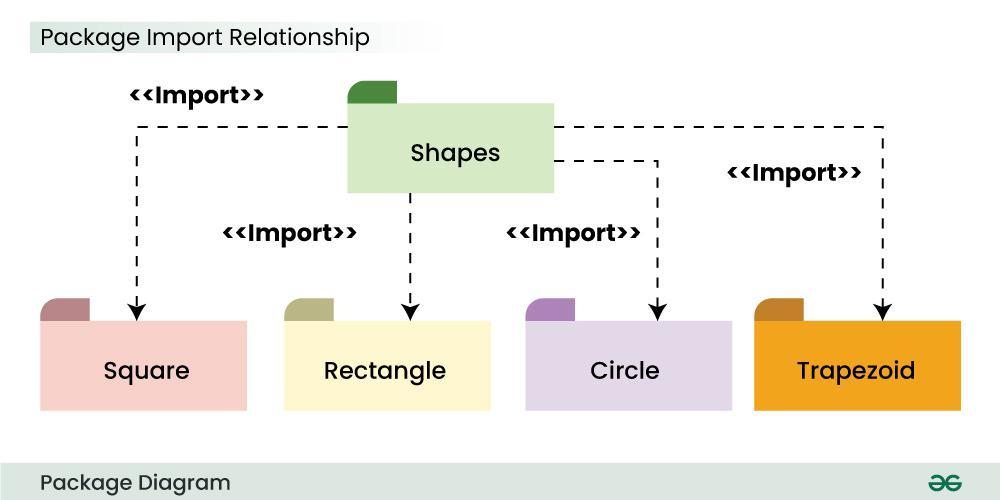 Package Import Relationship
<<Import>>
Shapes
<<Import>>
<<Import>>
<<Import>>
Square
Rectangle
Circle
Trapezoid
Package Diagram